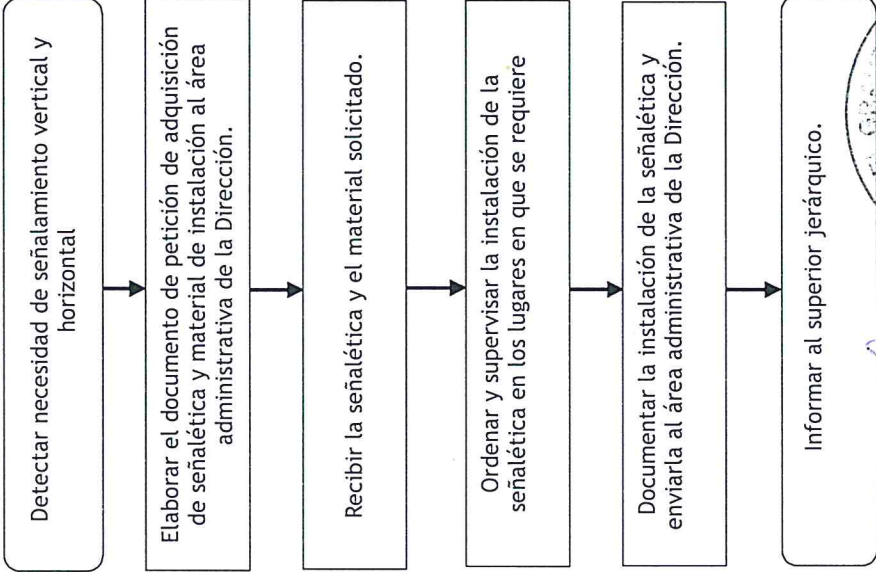 Detectar necesidad de señalamiento vertical y
horizontal
Elaborar el documento de petición de adquisición
de señalética y material de instalación al área
administrativa de la Dirección.
Recibir la señalética y el material solicitado.
Ordenar y supervisar la instalación de la
señalética en los lugares en que se requiere
Documentar la instalación de la señalética y
enviarla al área administrativa de la Dirección.
Informar al superior jerárquico.